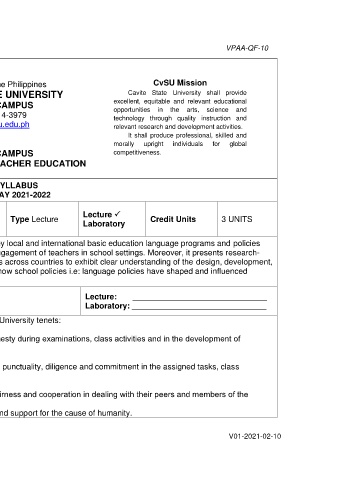 VPAA-QF-10
e Philippines
E UNIVERSITY
CAMPUS
4-3979
u.edu.ph
CAMPUS
ACHER EDUCATION
CvSU Mission
Cavite State University shall provide
excellent, equitable and relevant educational
opportunities in the arts, science and
technology through quality instruction and
relevant research and development activities.
It shall produce professional, skilled and
morally upright individuals for global
competitiveness.
YLLABUS
AY 2021-2022
Type Lecture
Lecture ✓
Laboratory
Credit Units
3 UNITS
y local and international basic education language programs and policies
ngagement of teachers in school settings. Moreover, it presents research-
s across countries to exhibit clear understanding of the design, development,
how school policies i.e: language policies have shaped and influenced
Lecture: ____________________
Laboratory: ____________________
University tenets:
nesty during examinations, class activities and in the development of
punctuality, diligence and commitment in the assigned tasks, class
irness and cooperation in dealing with their peers and members of the
nd support for the cause of humanity.
V01-2021-02-10